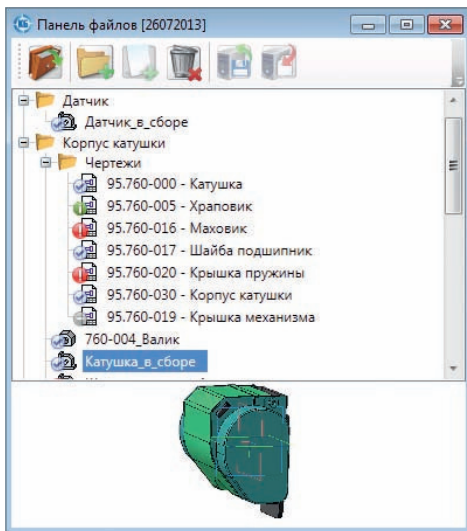 Панель файлов [26072013]
Датчик
Датчик_в_сборе
Корпус катушки
Чертежи
95.760-000 - Катушка
95.760-005 - Храповик
95.760-016 - Маховик
95.760-017 - Шайба подшипник
95.760-020 - Крышка пружины
95.760-030 - Корпус катушки
95.760-019 - Крышка механизма
760-004_Валик
Катушка_в_сборе